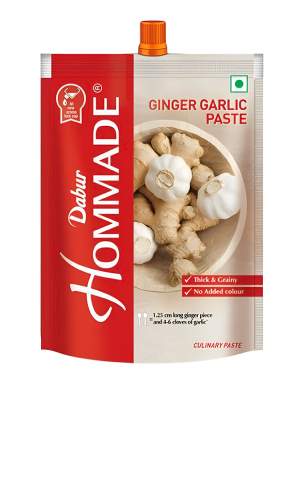 GINGER GARLIC
PASTE
Dabur
HOMMADE®
Thick & Grainy
No Added colour
1.25 cm long ginger piece
= and 4-6 cloves of garlic*
CULINARY PASTE